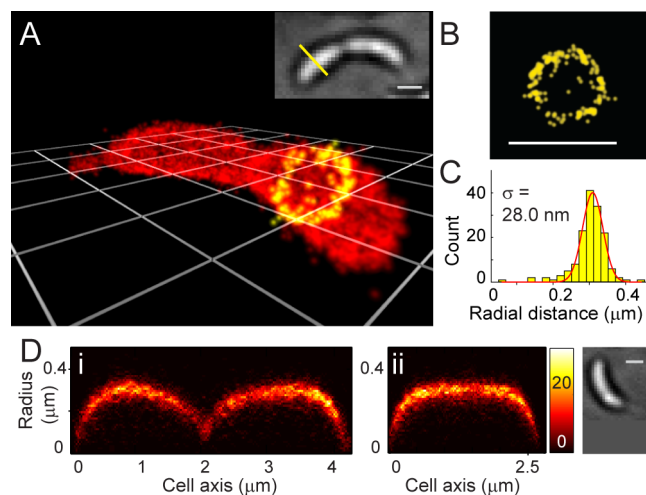 A
B
C
σ =
28.0 nm
40
20
0
Count
0
0.2
0.4
Radial distance (μm)
D
i
ii
0.4
0
Radius
(μm)
0
1
2
3
4
Cell axis (μm)
0.4
0
0
2.5
Cell axis (μm)
20
0